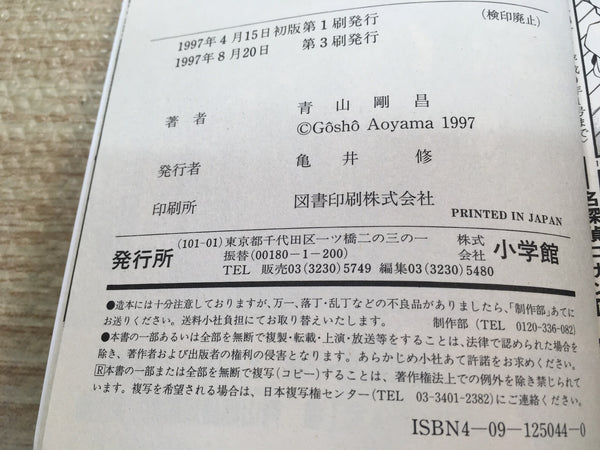 1997年4月15日初版第1刷発行
(検印廃止)
1997年8月20日 第3刷発行
著者 青山剛昌
©Gôshô Aoyama 1997
発行者 亀井 修
印刷所 図書印刷株式会社
PRINTED IN JAPAN
発行所 (101-01)東京都千代田区一ツ橋二の三の一 株式会社 小学館
振替(00180-1-200)
TEL 販売03(3230)5749 編集03(3230)5480
●造本には十分注意しておりますが、万一、落丁・乱丁などの不良品がありましたら、「制作部」あてに
お送りください。送料小社負担にてお取り替えいたします。 制作部(TEL 0120-336-082)
●本書の一部あるいは全部を無断で複製・転載・上演・放送等をすることは、法律で認められた場合を
除き、著作者および出版者の権利の侵害となります。あらかじめ小社あて許諾をお求めください。
R本書の一部または全部を無断で複写(コピー)することは、著作権法上での例外を除き禁じられて
います。複写を希望される場合は、日本複写権センター(TEL 03-3401-2382)にご連絡ください。
ISBN4-09-125044-0